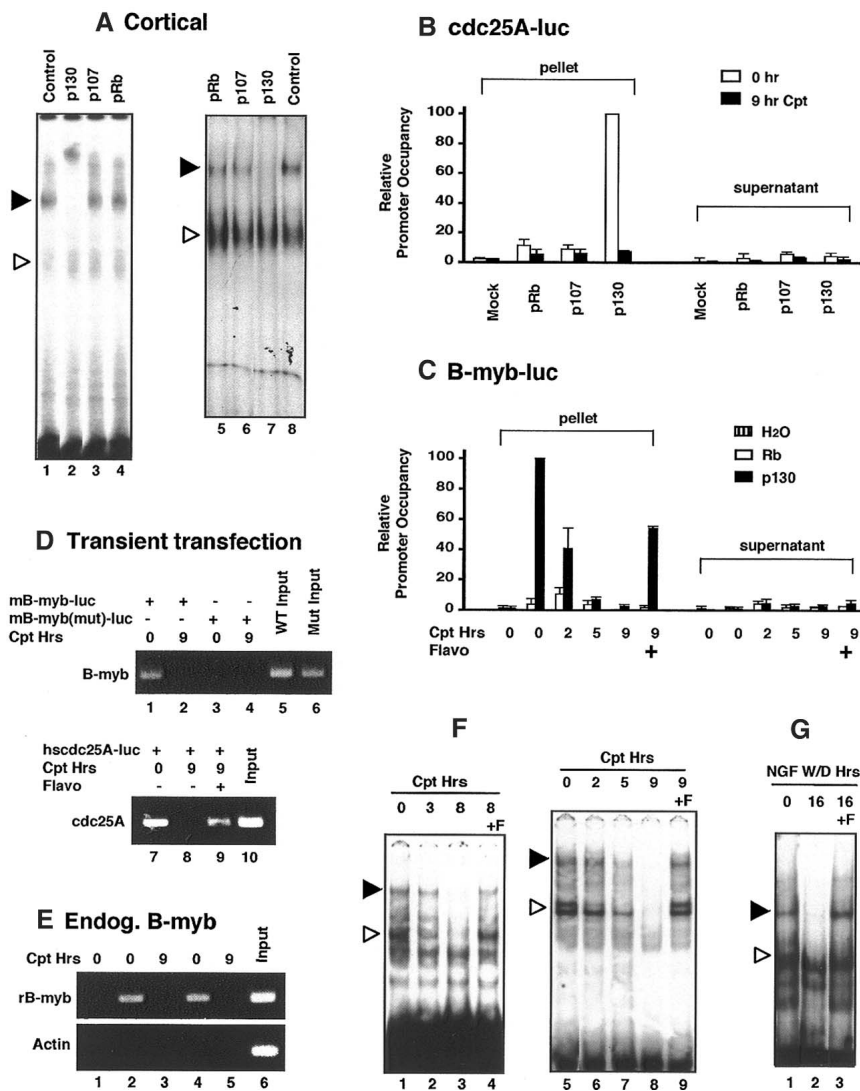 A Cortical
Control p130 p107 pRb
1 2 3 4
pRb p107 p130 Control
5 6 7 8
B cdc25A-luc
pellet
0 hr
9 hr Cpt
supernatant
Relative
Promoter Occupancy
100
80
60
40
20
0
Mock pRb p107 p130 Mock pRb p107 p130
C B-myb-luc
pellet
H2O
Rb
p130
supernatant
Relative
Promoter Occupancy
100
80
60
40
20
0
Cpt Hrs 0 0 2 5 9 9 0 0 2 5 9 9
Flavo + +
D Transient transfection
mB-myb-luc + + - -
mB-myb(mut)-luc - - + +
Cpt Hrs 0 9 0 9
WT Input Mut Input
B-myb
1 2 3 4 5 6
hscdc25A-luc + + +
Cpt Hrs 0 9 9
Flavo - - +
Input
cdc25A
7 8 9 10
E Endog. B-myb
Cpt Hrs
0 0 9 0 9 Input
rB-myb
Actin
1 2 3 4 5 6
F
Cpt Hrs
0 3 8 8
+F
1 2 3 4
Cpt Hrs
0 2 5 9 9
+F
5 6 7 8 9
G
NGF W/D Hrs
0 16 16
+F
1 2 3